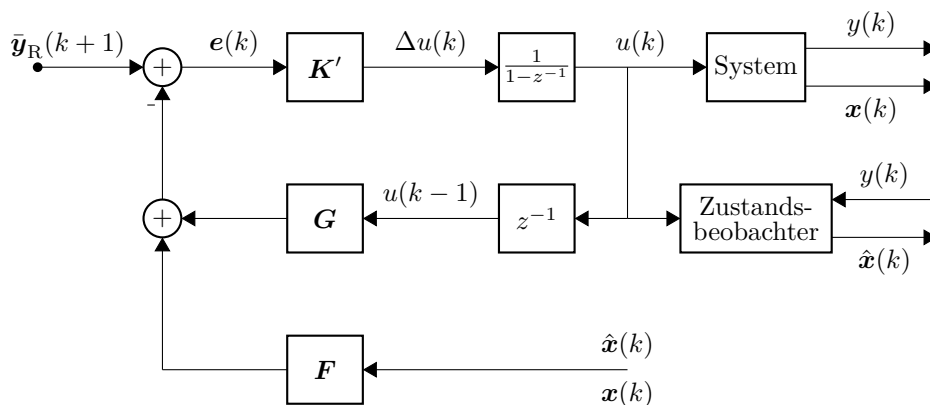 ȳ_R(k + 1)
+
-
e(k)
K′
Δu(k)
1/(1−z⁻¹)
u(k)
System
y(k)
x(k)
+
G
u(k−1)
z⁻¹
Zustands-
beobachter
y(k)
x̂(k)
F
x̂(k)
x(k)